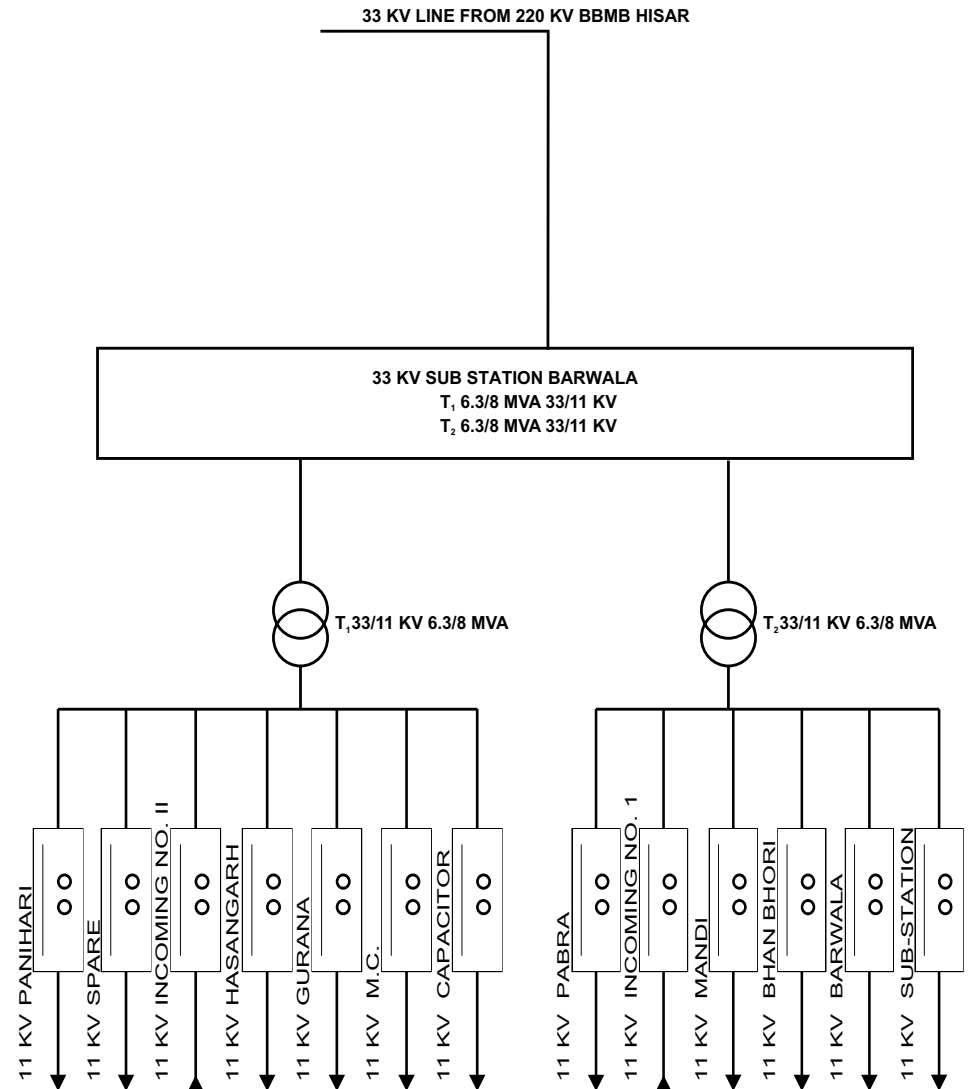 33 KV LINE FROM 220 KV BBMB HISAR
33 KV SUB STATION BARWALA
T₁ 6.3/8 MVA 33/11 KV
T₂ 6.3/8 MVA 33/11 KV
T₁33/11 KV 6.3/8 MVA
T₂33/11 KV 6.3/8 MVA
11 KV PANIHARI
11 KV SPARE
11 KV INCOMING NO. II
11 KV HASANGARH
11 KV GURANA
11 KV M.C.
11 KV CAPACITOR
11 KV PABRA
11 KV INCOMING NO. 1
11 KV MANDI
11 KV BHAN BHORI
11 KV BARWALA
11 KV SUB-STATION